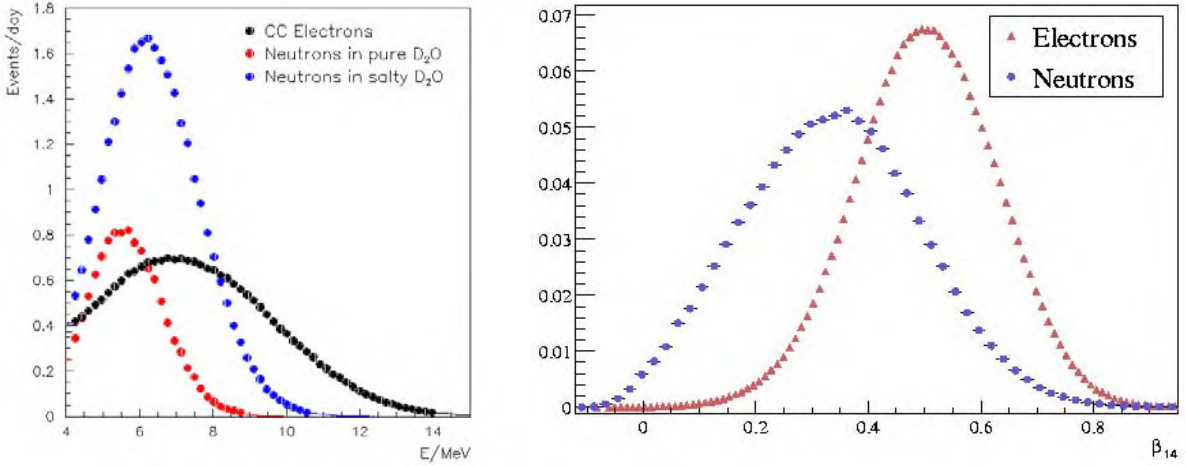 Events/day
1.8
1.6
1.4
1.2
1
0.8
0.6
0.4
0.2
0
CC Electrons
Neutrons in pure D₂O
Neutrons in salty D₂O
4 6 8 10 12 14
E/MeV
0.07
0.06
0.05
0.04
0.03
0.02
0.01
0
Electrons
Neutrons
0 0.2 0.4 0.6 0.8
β₁₄